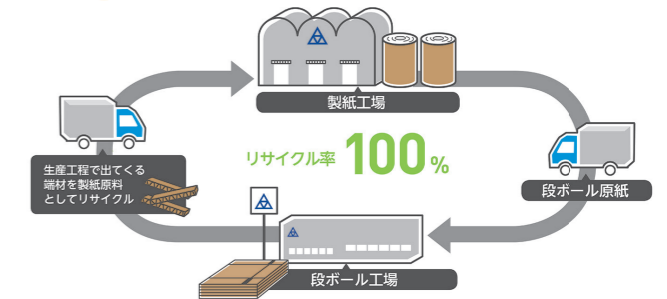 製紙工場
リサイクル率 100%
生産工程で出てくる
端材を製紙原料
としてリサイクル
段ボール原紙
段ボール工場